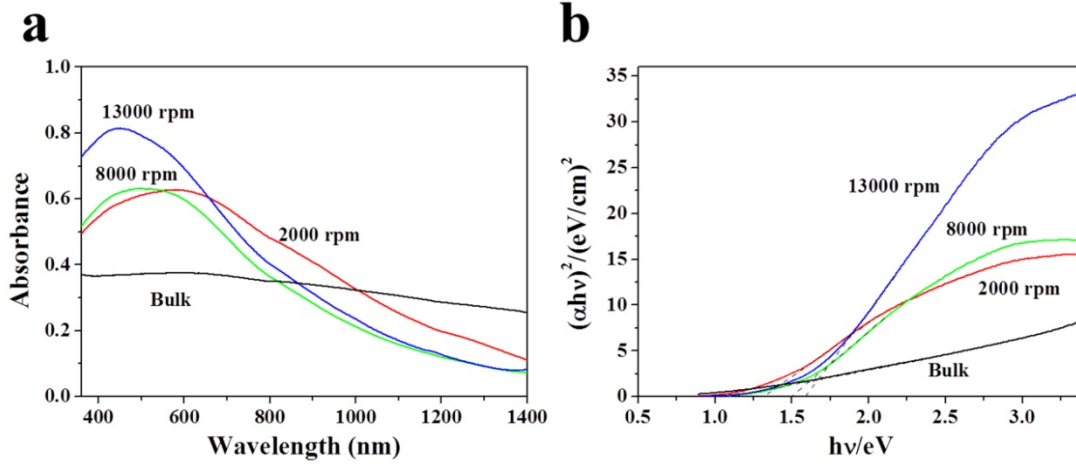 a
1.0
0.8
0.6
0.4
0.2
0.0
Absorbance
13000 rpm
8000 rpm
2000 rpm
Bulk
400 600 800 1000 1200 1400
Wavelength (nm)
b
35
30
25
20
15
10
5
0
(αhν)²/(eV/cm)²
13000 rpm
8000 rpm
2000 rpm
Bulk
0.5 1.0 1.5 2.0 2.5 3.0
hν/eV